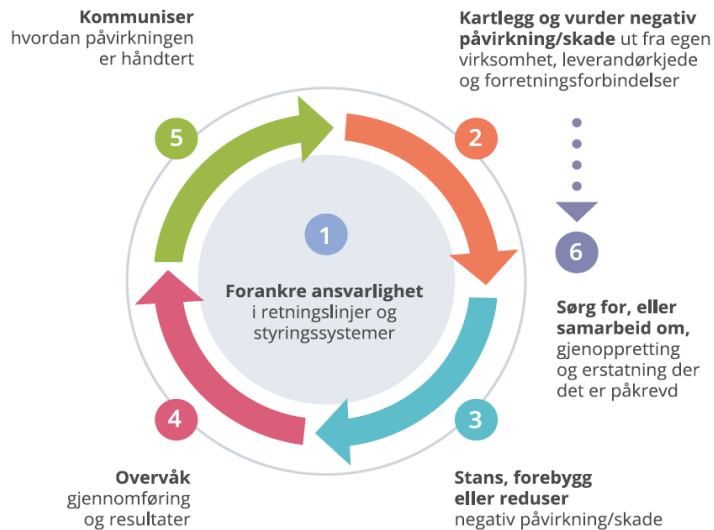 Kommuniser
hvordan påvirkningen
er håndtert
Kartlegg og vurder negativ
påvirkning/skade ut fra egen
virksomhet, leverandørkjede
og forretningsforbindelser
5
2
1
Forankre ansvarlighet
i retningslinjer og
styringssystemer
6
Sørg for, eller
samarbeid om,
gjenoppretting
og erstatning der
det er påkrevd
4
3
Overvåk
gjennomføring
og resultater
Stans, forebygg
eller reduser
negativ påvirkning/skade